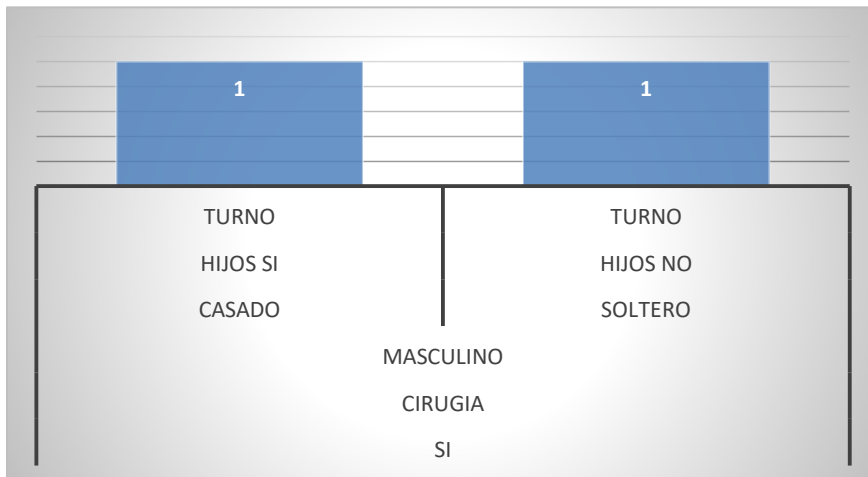 1 1
TURNO TURNO
HIJOS SI HIJOS NO
CASADO SOLTERO
MASCULINO
CIRUGIA
SI